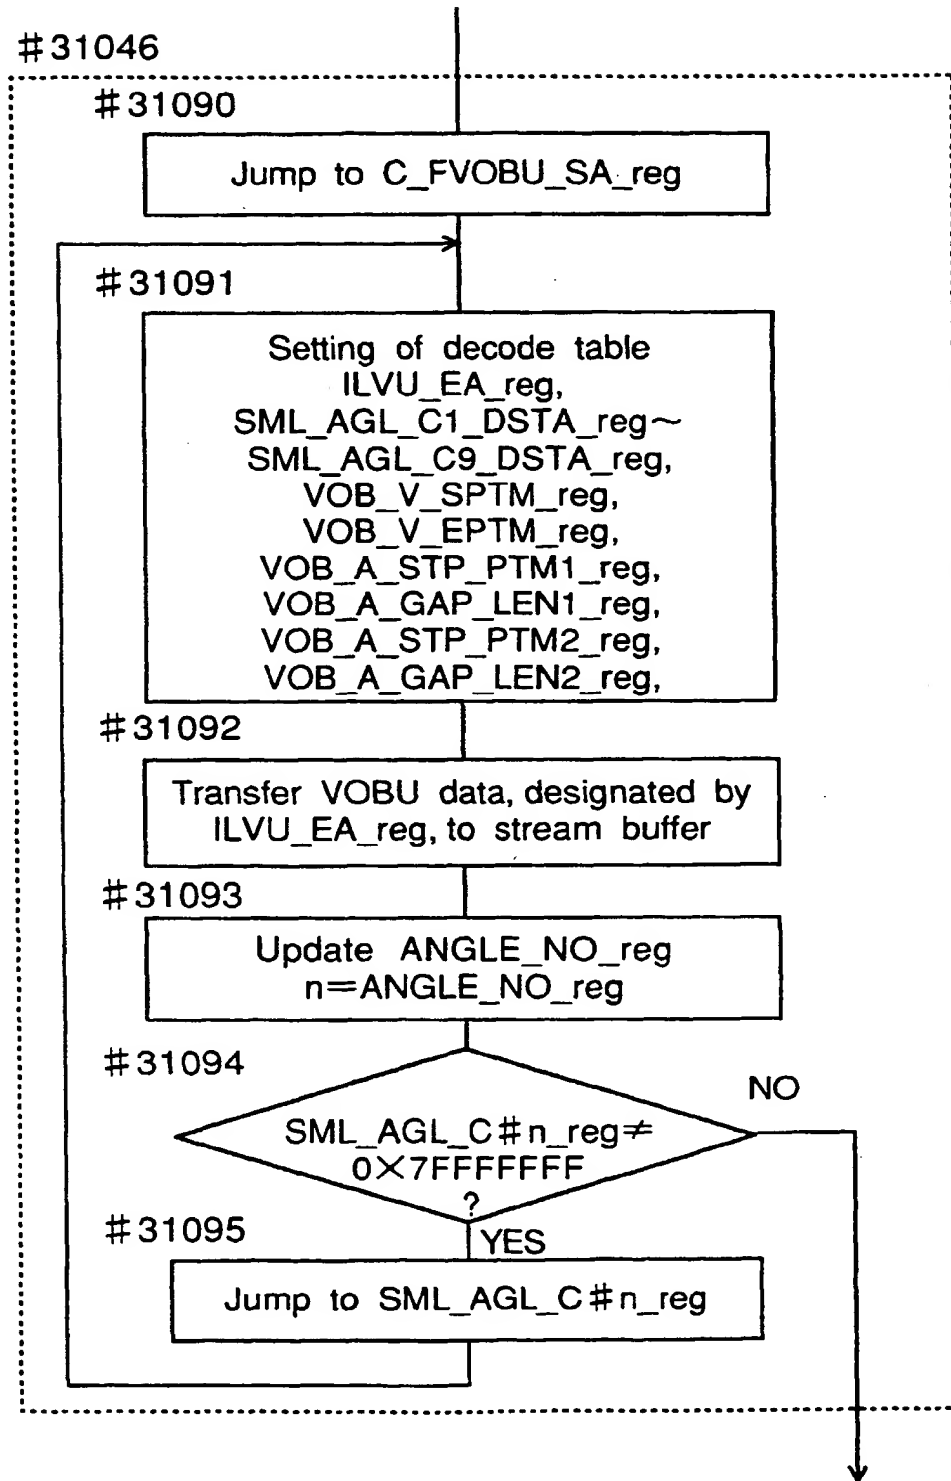 #31046
#31090
Jump to C_FVOBU_SA_reg
#31091
Setting of decode table
ILVU_EA_reg,
SML_AGL_C1_DSTA_reg~
SML_AGL_C9_DSTA_reg,
VOB_V_SPTM_reg,
VOB_V_EPTM_reg,
VOB_A_STP_PTM1_reg,
VOB_A_GAP_LEN1_reg,
VOB_A_STP_PTM2_reg,
VOB_A_GAP_LEN2_reg,
#31092
Transfer VOBU data, designated by
ILVU_EA_reg, to stream buffer
#31093
Update ANGLE_NO_reg
n=ANGLE_NO_reg
#31094
NO
SML_AGL_C#n_reg≠
0×7FFFFFFF
?
#31095
YES
Jump to SML_AGL_C#n_reg